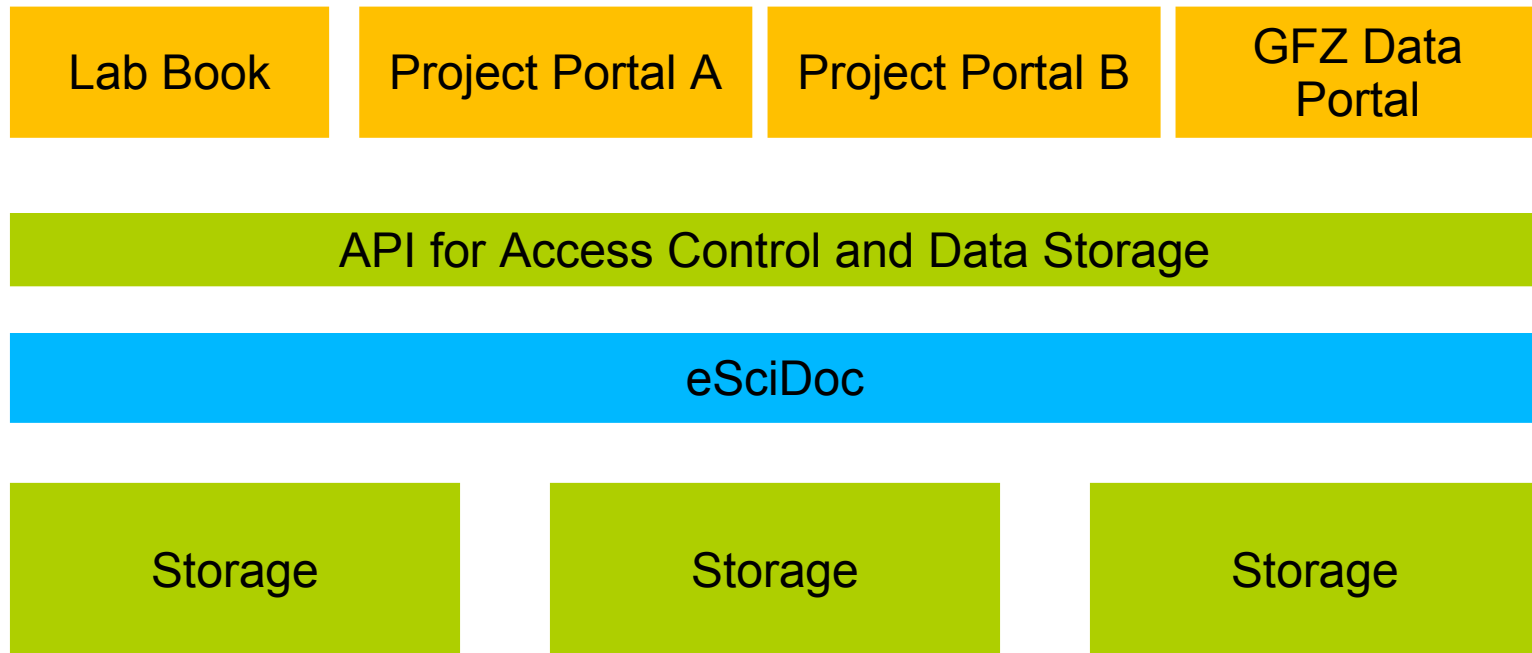 Lab Book
Project Portal A
Project Portal B
GFZ Data
Portal
API for Access Control and Data Storage
eSciDoc
Storage
Storage
Storage